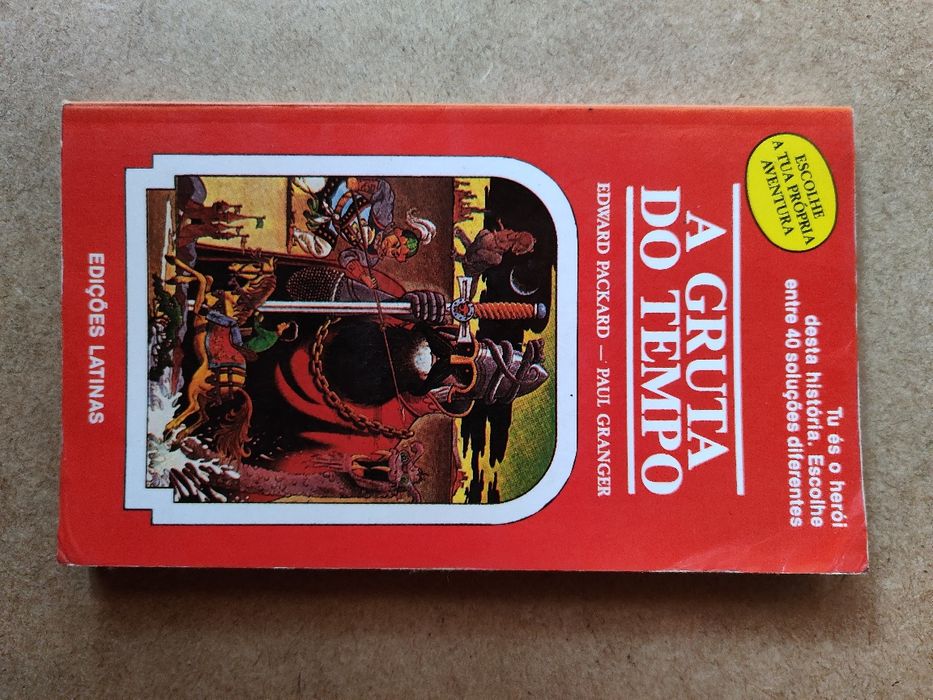 ESCOLHE
A TUA PRÓPRIA
AVENTURA
Tu és o herói
desta história. Escolhe
entre 40 soluções diferentes
A GRUTA
DO TEMPO
EDWARD PACKARD — PAUL GRANGER
EDIÇÕES LATINAS